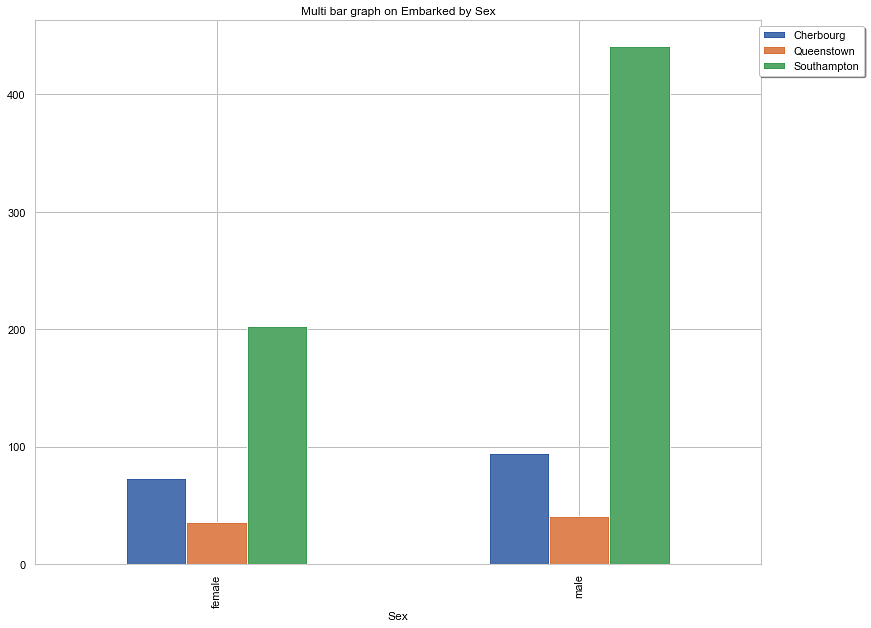 Multi bar graph on Embarked by Sex
Cherbourg
Queenstown
Southampton
400
300
200
100
0
female
male
Sex